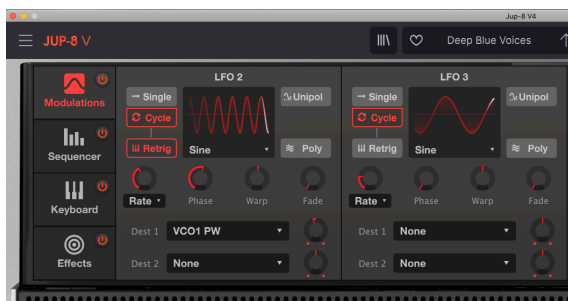 Jup-8 V4
JUP-8 V
Deep Blue Voices
Modulations
Sequencer
Keyboard
Effects
LFO 2
Single
Cycle
Retrig
Unipol
Sine
Poly
Rate
Phase
Warp
Fade
Dest 1
VCO1 PW
Dest 2
None
LFO 3
Single
Cycle
Retrig
Unipol
Sine
Poly
Rate
Phase
Warp
Fade
Dest 1
None
Dest 2
None